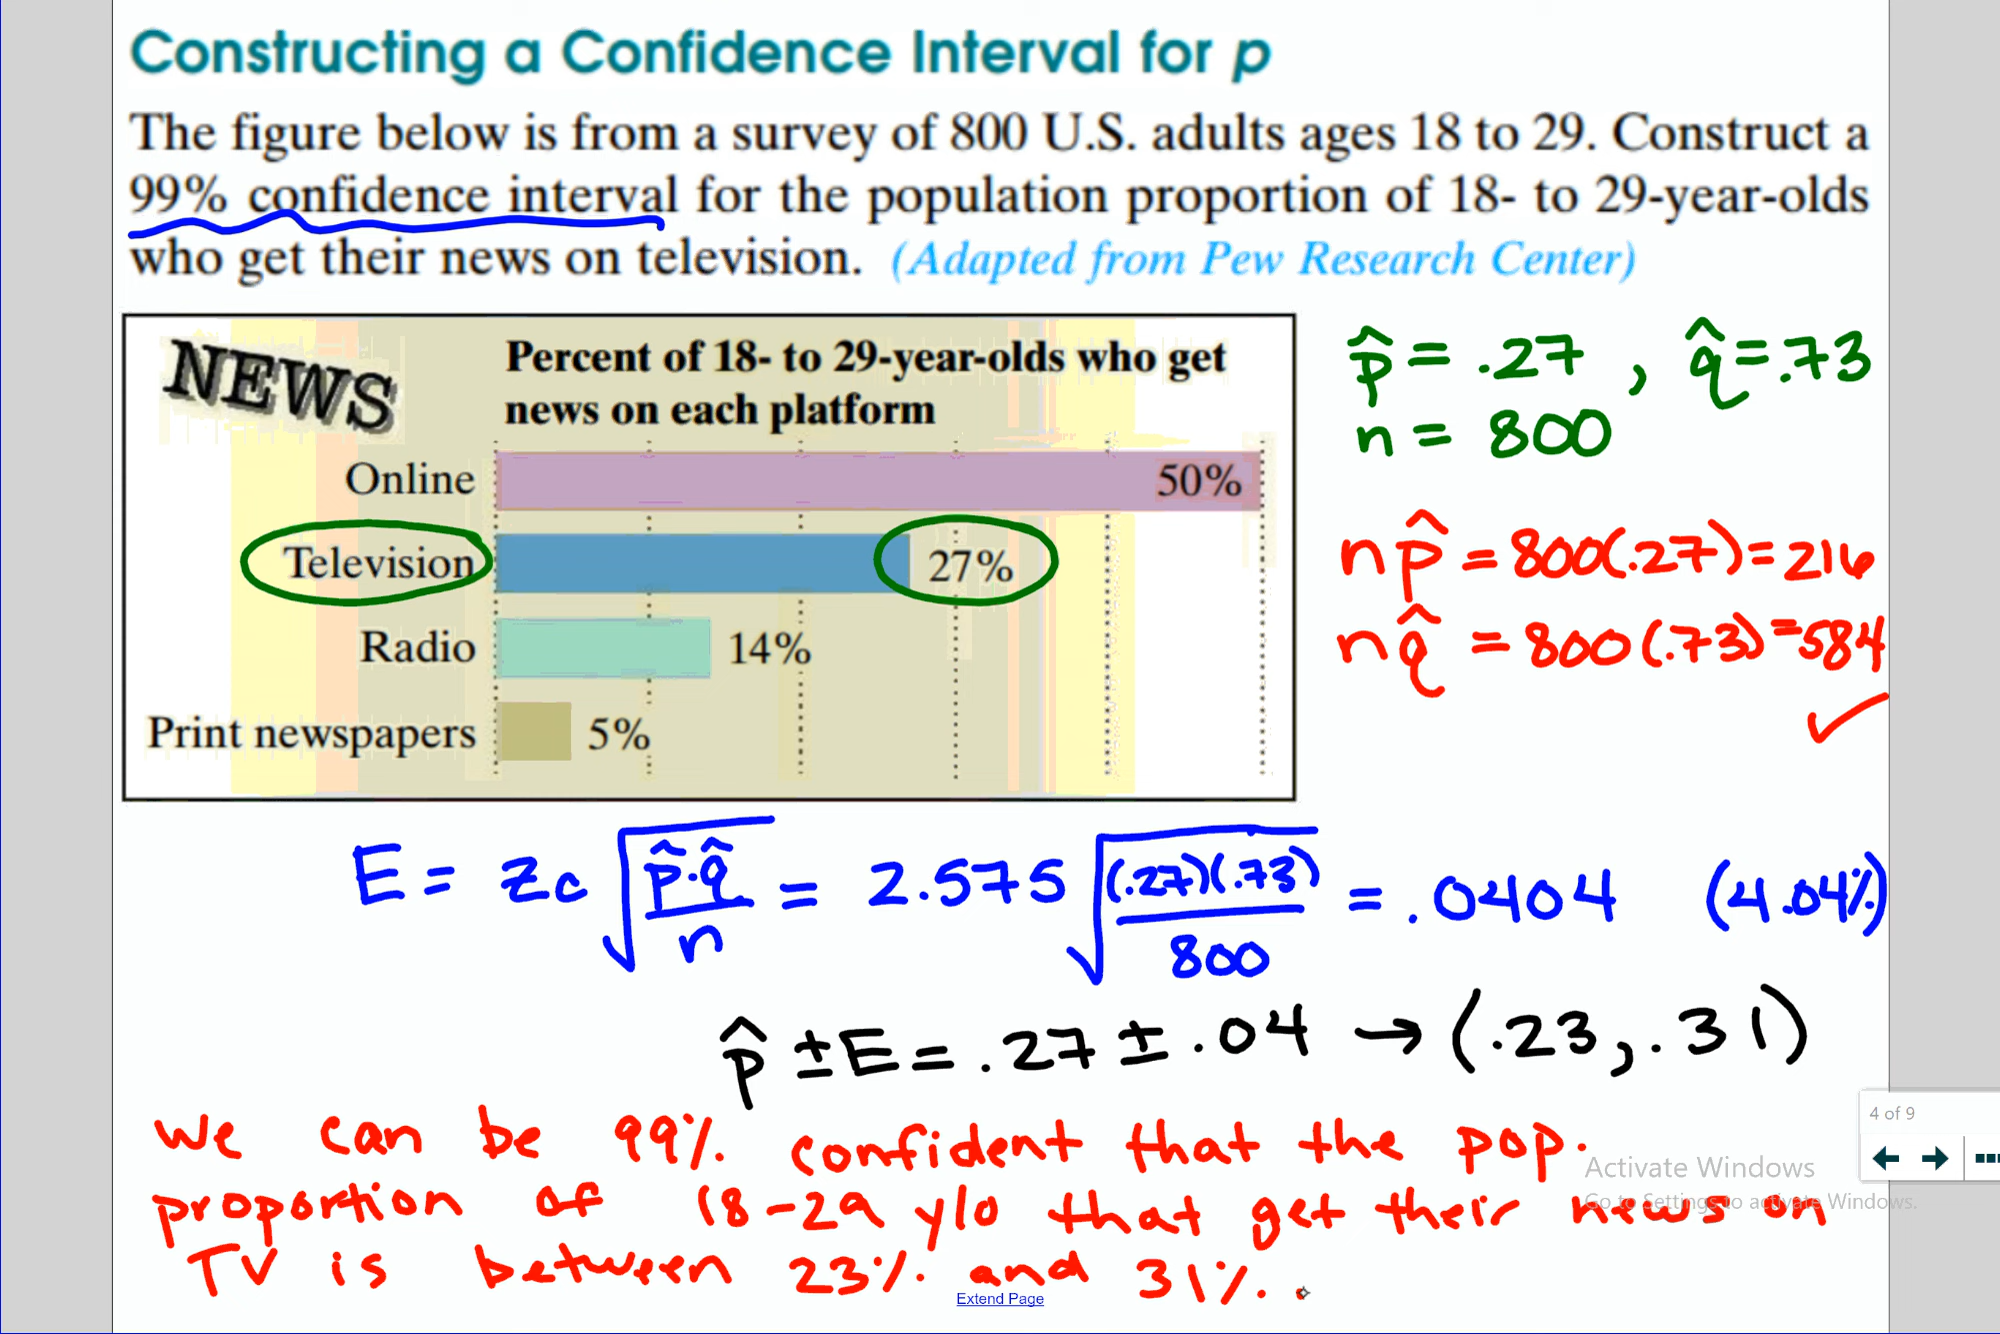 Constructing a Confidence Interval for p
The figure below is from a survey of 800 U.S. adults ages 18 to 29. Construct a
99% confidence interval for the population proportion of 18- to 29-year-olds
who get their news on television. (Adapted from Pew Research Center)
NEWS
Percent of 18- to 29-year-olds who get
news on each platform
Online 50%
Television 27%
Radio 14%
Print newspapers 5%
p̂ = .27 , q̂ = .73
n = 800
np̂ = 800(.27) = 216
nq̂ = 800(.73) = 584 ✓
E = zc √(p̂·q̂/n) = 2.575 √((.27)(.73)/800) = .0404 (4.04%)
p̂ ± E = .27 ± .04 → (.23, .31)
We can be 99% confident that the pop.
proportion of 18-29 y/o that get their news on
TV is between 23% and 31%.
4 of 9
Activate Windows
Go to Settings to activate Windows.
Extend Page